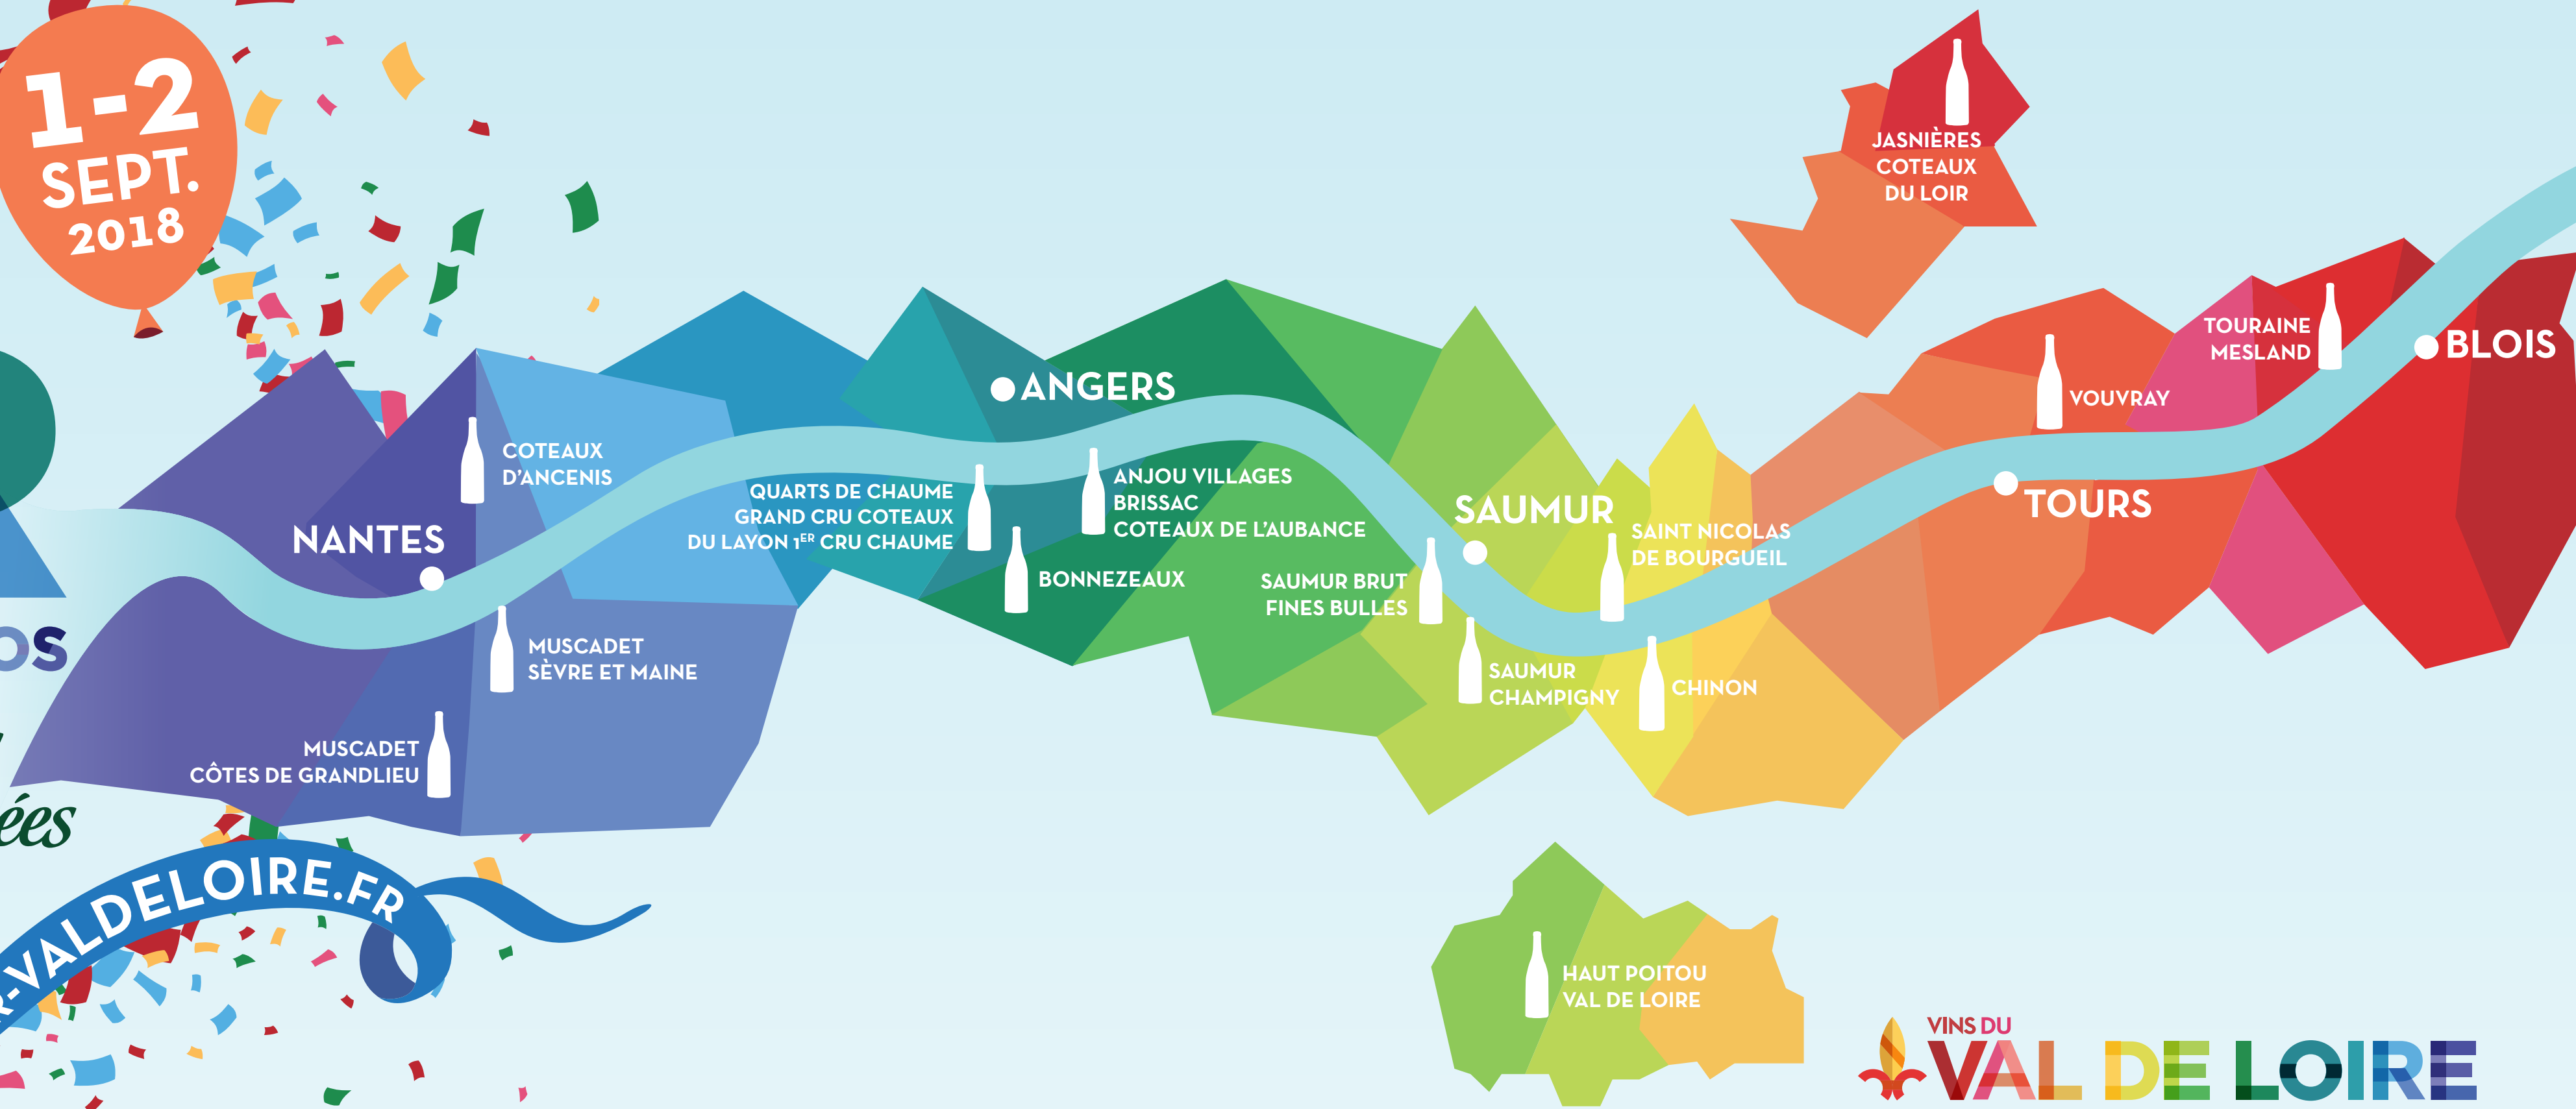 1-2
SEPT.
2018
JASNIÈRES
COTEAUX
DU LOIR
TOURAINE
MESLAND
BLOIS
VOUVRAY
TOURS
ANGERS
COTEAUX
D'ANCENIS
NANTES
QUARTS DE CHAUME
GRAND CRU COTEAUX
DU LAYON 1ER CRU CHAUME
ANJOU VILLAGES
BRISSAC
COTEAUX DE L'AUBANCE
BONNEZEAUX
SAUMUR
SAINT NICOLAS
DE BOURGUEIL
SAUMUR BRUT
FINES BULLES
SAUMUR
CHAMPIGNY
CHINON
MUSCADET
SÈVRE ET MAINE
MUSCADET
CÔTES DE GRANDLIEU
OS
ées
R-VALDELOIRE.FR
HAUT POITOU
VAL DE LOIRE
VINS DU
VAL DE LOIRE